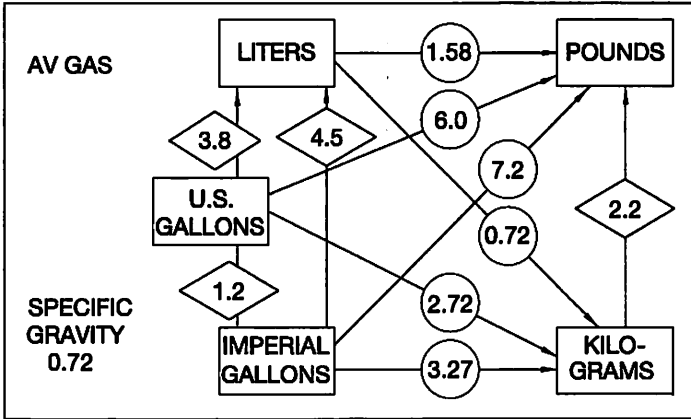 AV GAS
LITERS
1.58
POUNDS
3.8
4.5
6.0
7.2
U.S.
GALLONS
2.2
0.72
1.2
2.72
SPECIFIC
GRAVITY
0.72
IMPERIAL
GALLONS
3.27
KILO-
GRAMS